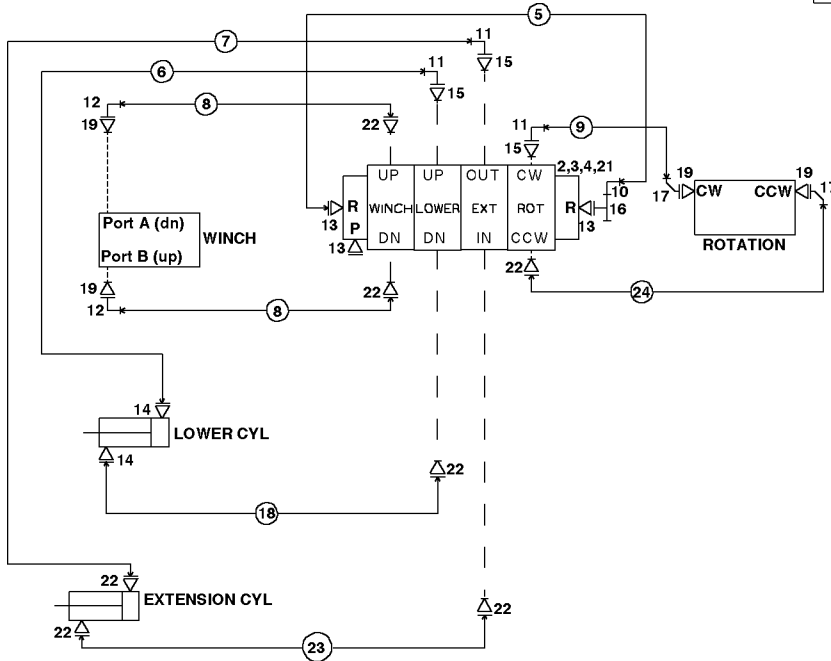 5
7
11
15
6
11
15
12
8
19
22
11
9
15
2,3,4,21
UP
UP
OUT
CW
10
16
R
WINCH
LOWER
EXT
ROT
R
13
13
P
13
DN
DN
IN
CCW
19
17
CW
CCW
19
17
ROTATION
Port A (dn)
Port B (up)
WINCH
19
12
8
22
22
24
14
LOWER CYL
14
22
18
22
EXTENSION CYL
22
22
23